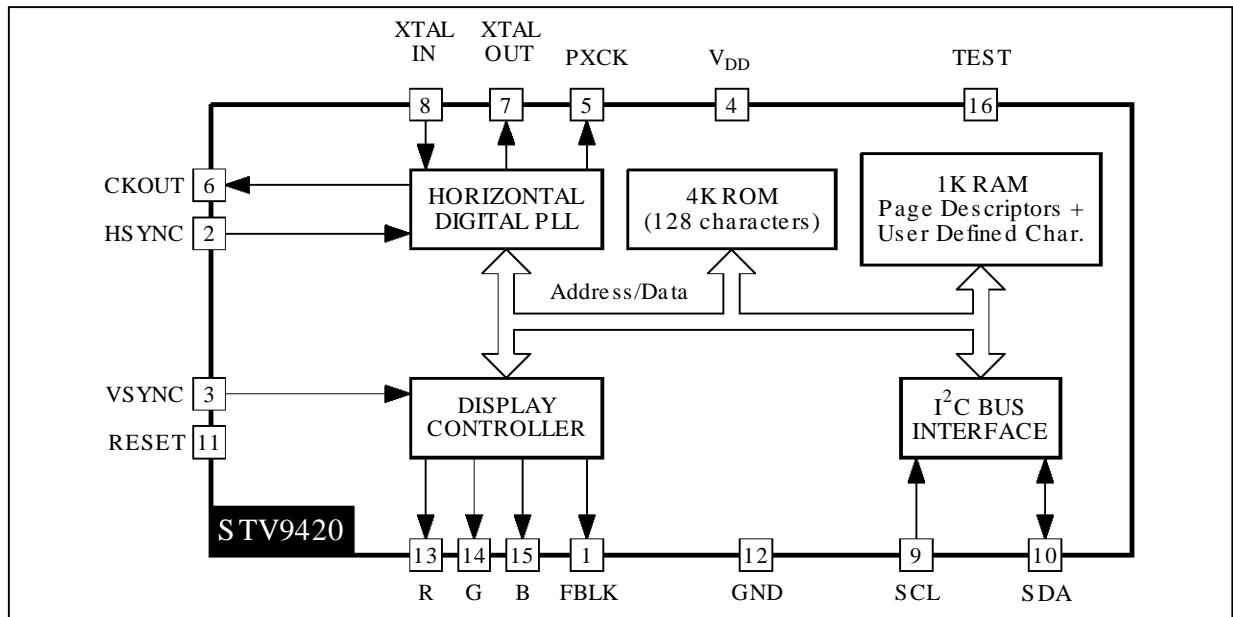 XTAL IN
XTAL OUT
PXCK
VDD
TEST
8
7
5
4
16
CKOUT 6
HSYNC 2
HORIZONTAL
DIGITAL PLL
4K ROM
(128 characters)
1K RAM
Page Descriptors +
User Defined Char.
Address/Data
VSYNC 3
RESET 11
DISPLAY
CONTROLLER
I2C BUS
INTERFACE
STV9420
13
14
15
1
12
9
10
R
G
B
FBLK
GND
SCL
SDA